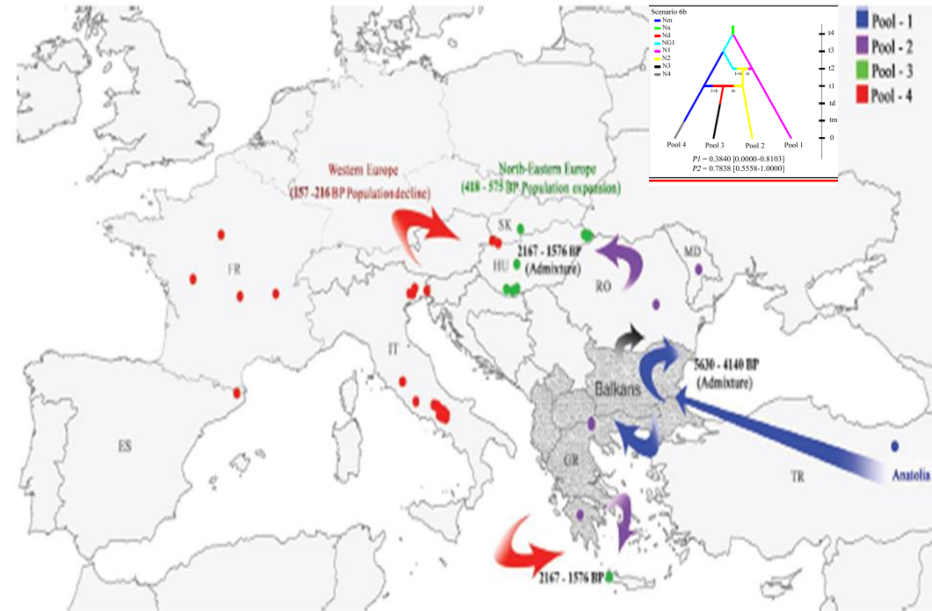 Scenario 6b
Nm
Na
Nd
NG1
N1
N2
N3
N4
t4
t3
t2
t1
td
tm
0
Pool 4
Pool 3
Pool 2
Pool 1
P1 = 0.3840 [0.0000-0.8103]
P2 = 0.7838 [0.5558-1.0000]
Pool - 1
Pool - 2
Pool - 3
Pool - 4
Western Europe
(157 - 216 BP Population decline)
North-Eastern Europe
(418 - 575 BP Population expansion)
SK
2167 - 1576 BP
(Admixture)
HU
MD
RO
FR
IT
5630 - 4140 BP
(Admixture)
Balkans
ES
GR
TR
Anatolia
2167 - 1576 BP